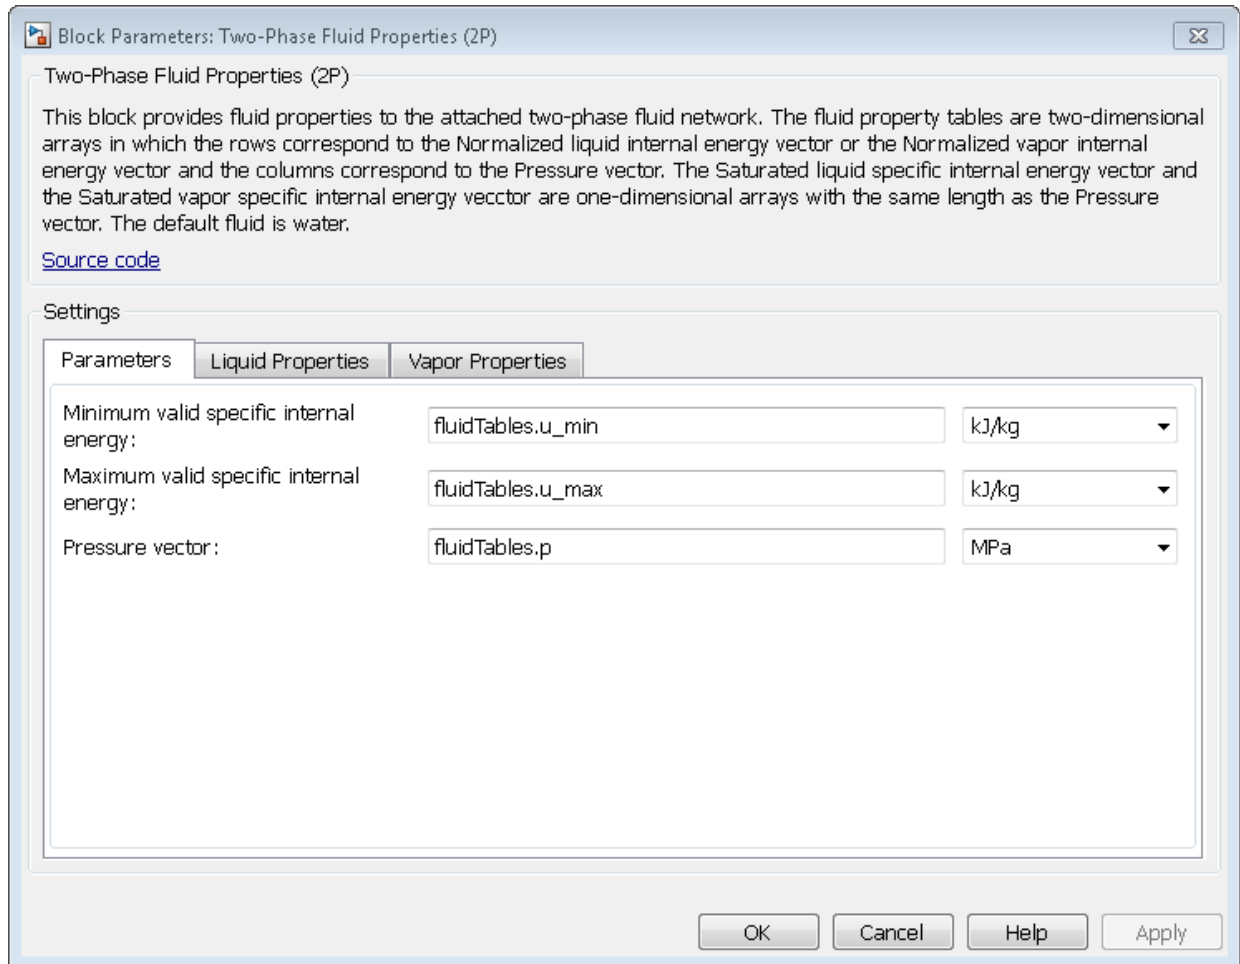 Block Parameters: Two-Phase Fluid Properties (2P)
Two-Phase Fluid Properties (2P)
This block provides fluid properties to the attached two-phase fluid network. The fluid property tables are two-dimensional
arrays in which the rows correspond to the Normalized liquid internal energy vector or the Normalized vapor internal
energy vector and the columns correspond to the Pressure vector. The Saturated liquid specific internal energy vector and
the Saturated vapor specific internal energy vecctor are one-dimensional arrays with the same length as the Pressure
vector. The default fluid is water.
Source code
Settings
Parameters Liquid Properties Vapor Properties
Minimum valid specific internal
energy:
fluidTables.u_min kJ/kg
Maximum valid specific internal
energy:
fluidTables.u_max kJ/kg
Pressure vector: fluidTables.p MPa
OK Cancel Help Apply